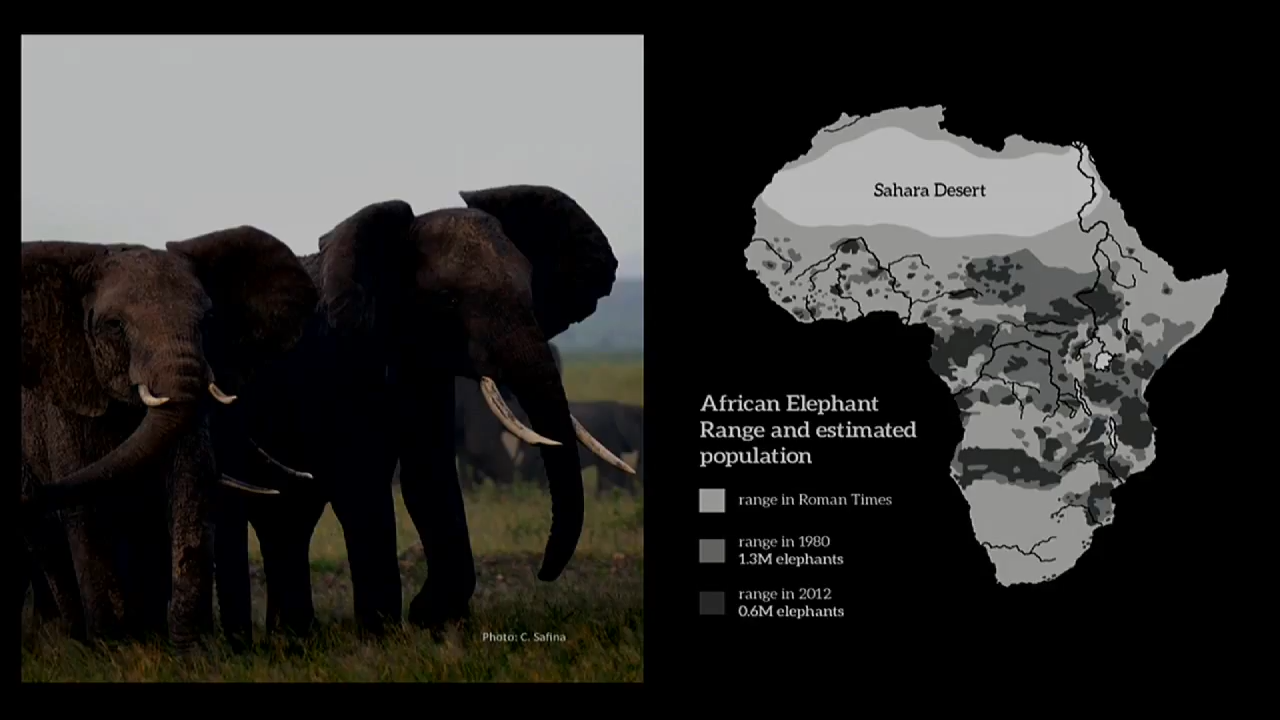 Sahara Desert
African Elephant
Range and estimated
population
range in Roman Times
range in 1980
1.3M elephants
range in 2012
0.6M elephants
Photo: C. Safina